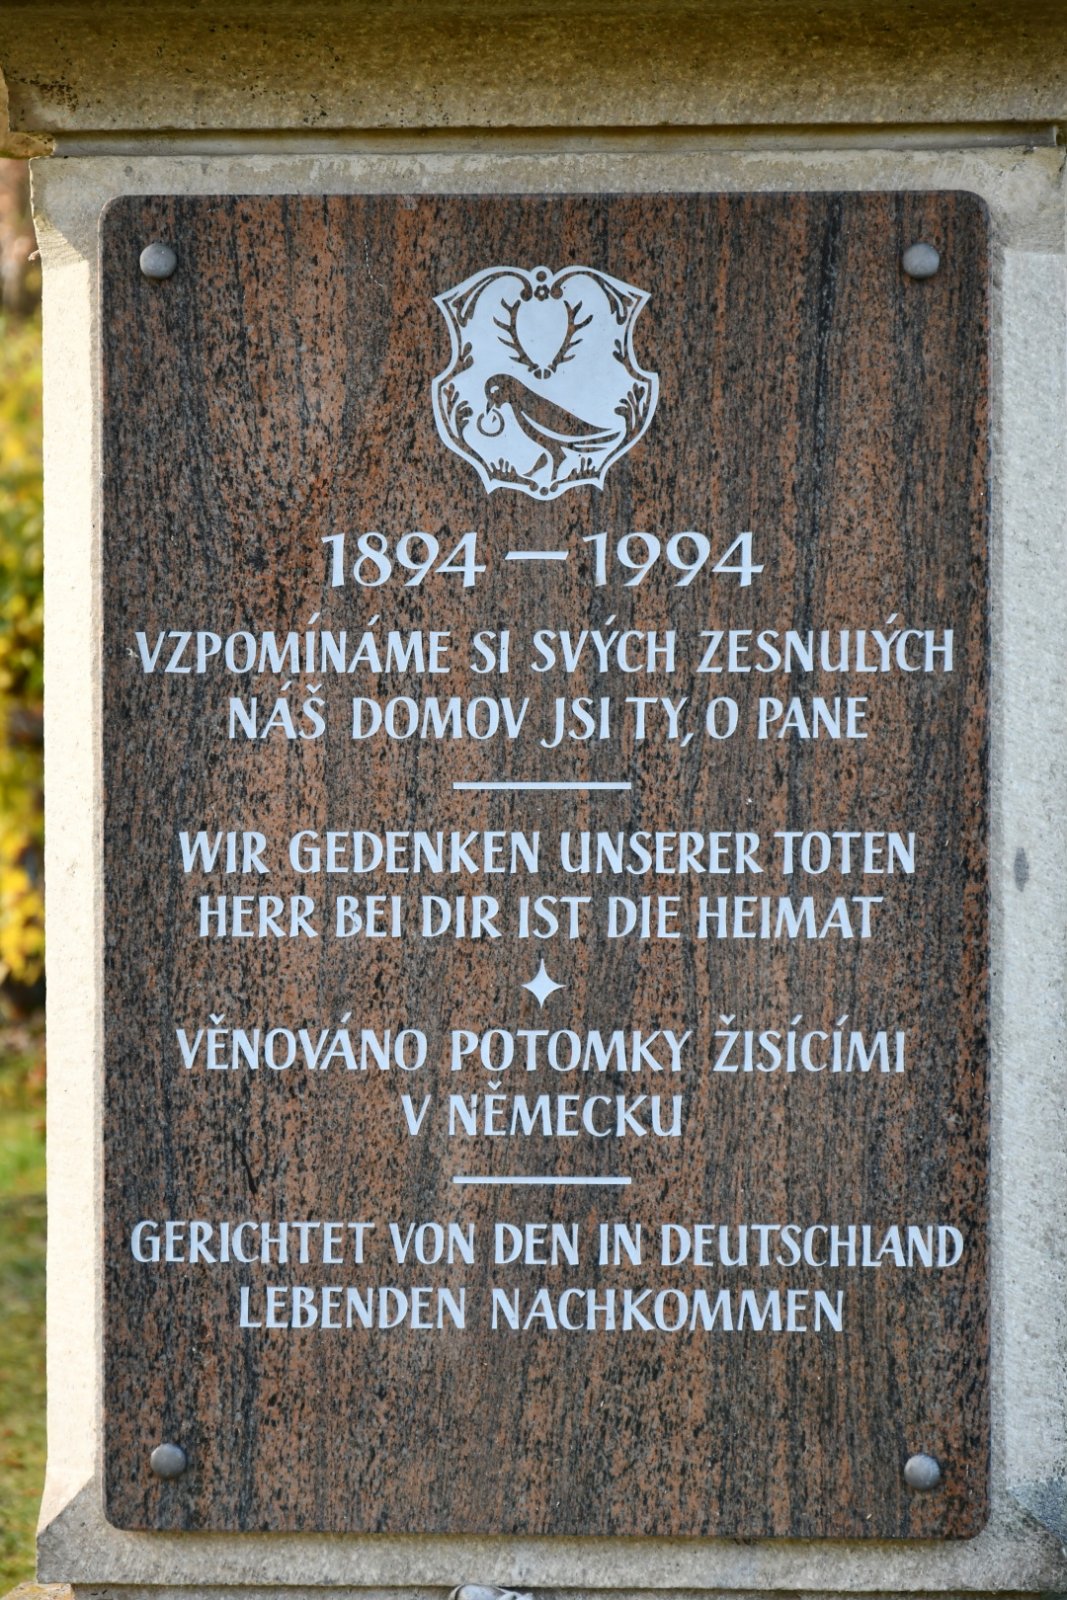 1894 – 1994
VZPOMÍNÁME SI SVÝCH ZESNULÝCH
NÁŠ DOMOV JSI TY, O PANE
WIR GEDENKEN UNSERER TOTEN
HERR BEI DIR IST DIE HEIMAT
VĚNOVÁNO POTOMKY ŽISÍCÍMI
V NĚMECKU
GERICHTET VON DEN IN DEUTSCHLAND
LEBENDEN NACHKOMMEN